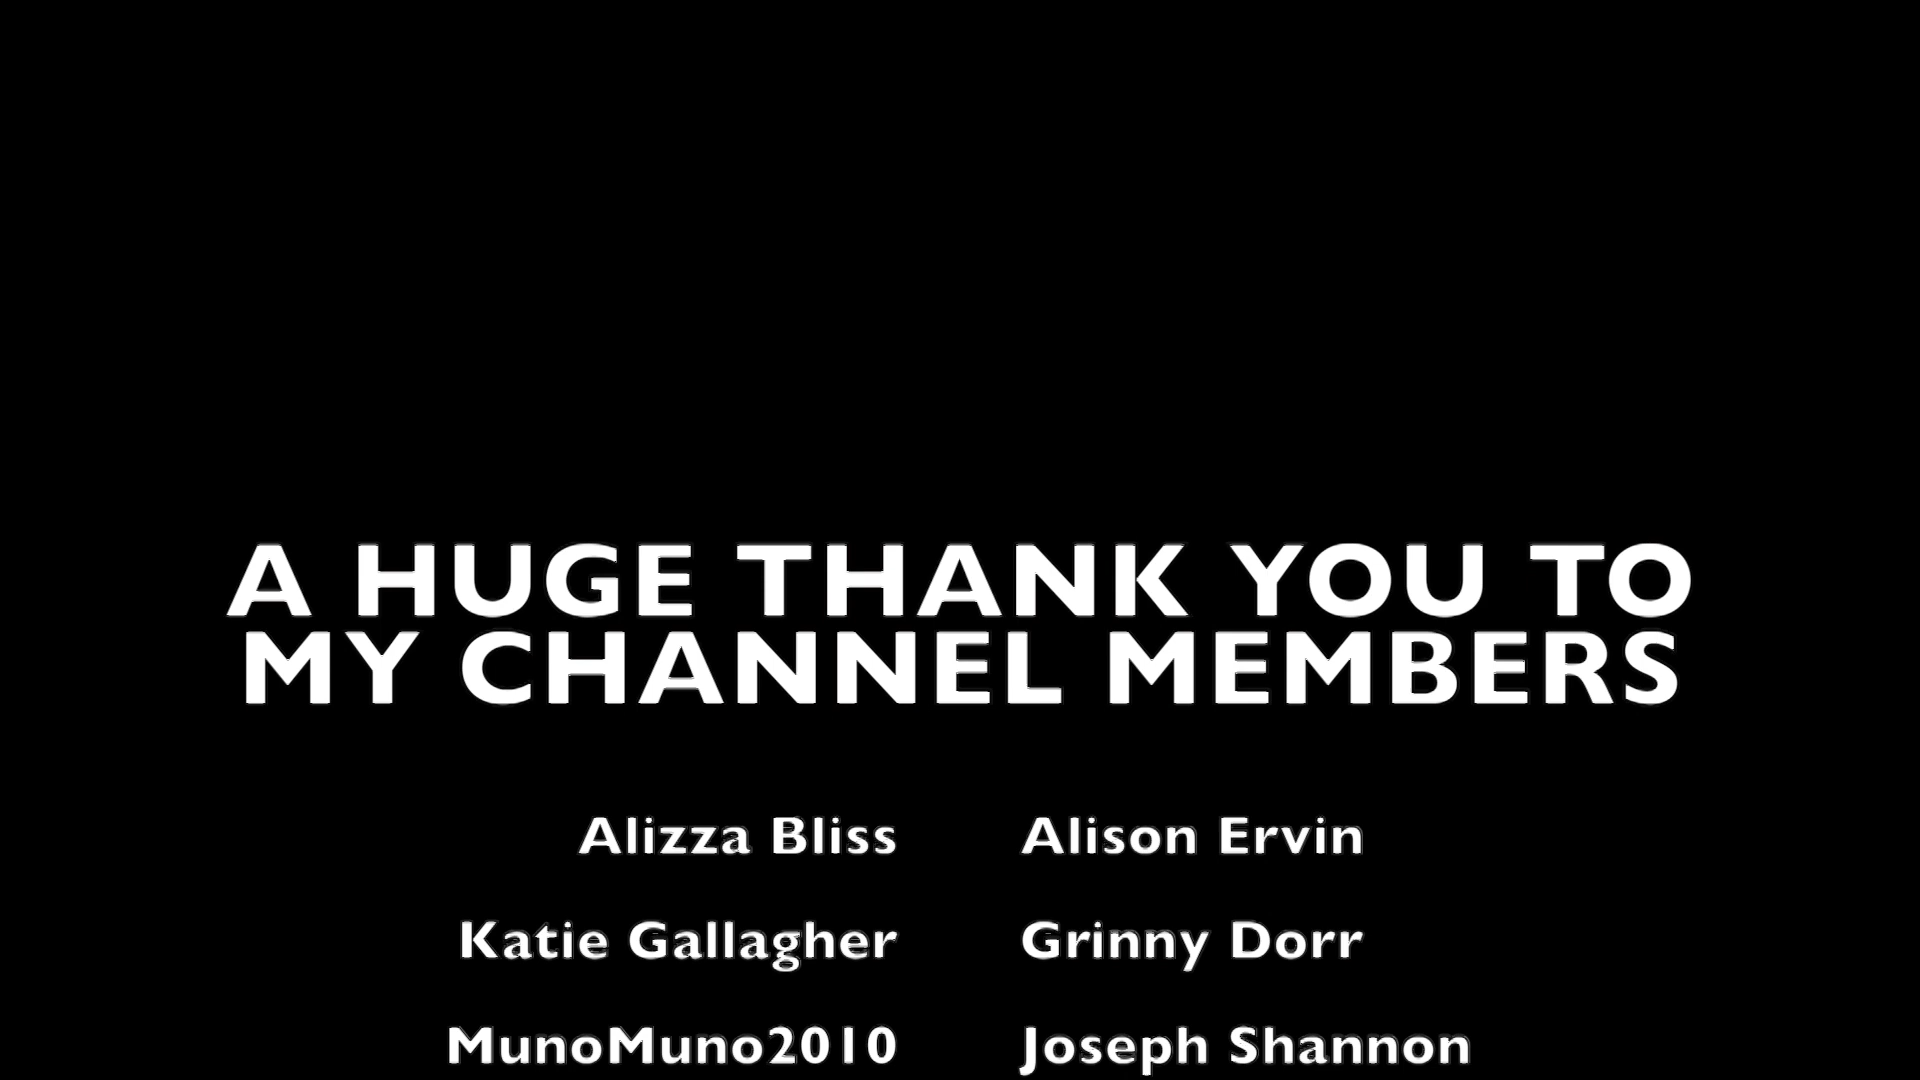 A HUGE THANK YOU TO
MY CHANNEL MEMBERS
Alizza Bliss Alison Ervin
Katie Gallagher Grinny Dorr
MunoMuno2010 Joseph Shannon